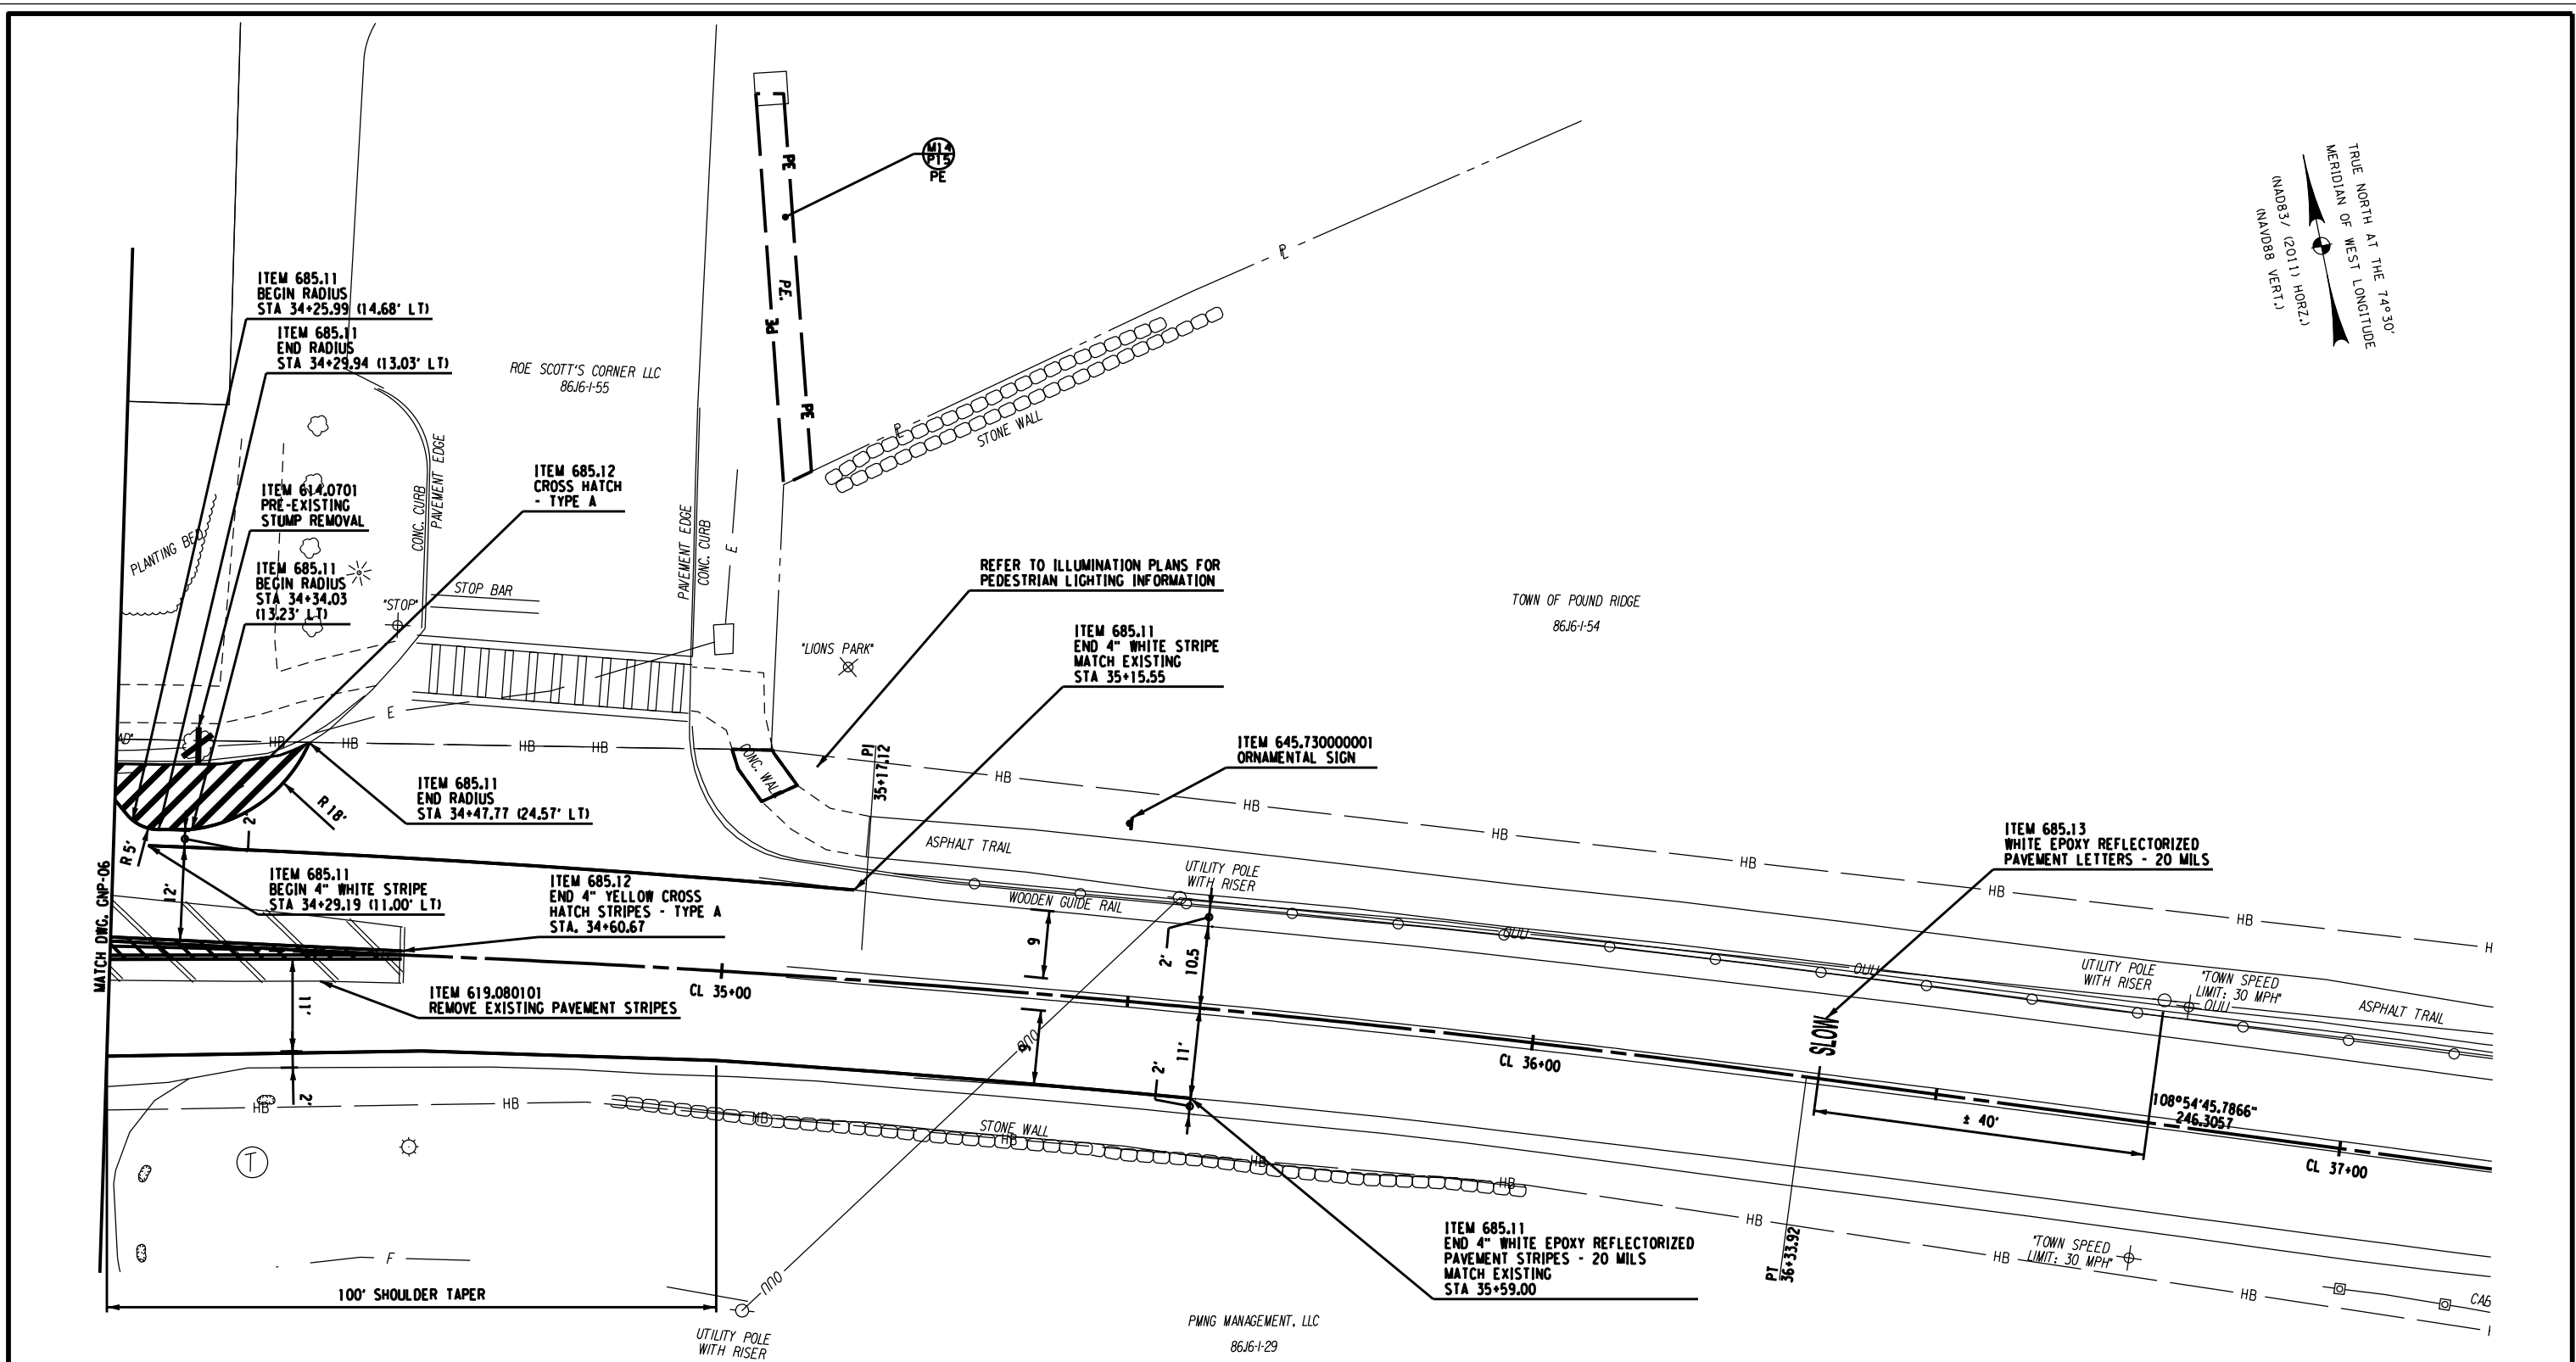 M14
P15
PE
PE
PE.
PE
PE
TRUE NORTH AT THE 74°30'
MERIDIAN OF WEST LONGITUDE
(NAD83/ (2011) HORZ.)
(NAVD88 VERT.)
ITEM 685.11
BEGIN RADIUS
STA 34+25.99 (14.68' LT)
ITEM 685.11
END RADIUS
STA 34+29.94 (13.03' LT)
ROE SCOTT'S CORNER LLC
86J6-1-55
STONE WALL
ITEM 614.0701
PRE-EXISTING
STUMP REMOVAL
PLANTING BED
CONC. CURB
PAVEMENT EDGE
ITEM 685.12
CROSS HATCH
- TYPE A
PAVEMENT EDGE
CONC. CURB
E
ITEM 685.11
BEGIN RADIUS
STA 34+34.03
(13.23' LT)
"STOP"
STOP BAR
REFER TO ILLUMINATION PLANS FOR
PEDESTRIAN LIGHTING INFORMATION
TOWN OF POUND RIDGE
86J6-1-54
"LIONS PARK"
ITEM 685.11
END 4" WHITE STRIPE
MATCH EXISTING
STA 35+15.55
E
HB
HB
HB
HB
CONC. WALL
PI
35+17.12
HB
ITEM 645.730000001
ORNAMENTAL SIGN
HB
HB
HB
HB
HB
ITEM 685.11
END RADIUS
STA 34+47.77 (24.57' LT)
R 18'
R 5'
2'
12'
ASPHALT TRAIL
UTILITY POLE
WITH RISER
ITEM 685.13
WHITE EPOXY REFLECTORIZED
PAVEMENT LETTERS - 20 MILS
ITEM 685.11
BEGIN 4" WHITE STRIPE
STA 34+29.19 (11.00' LT)
ITEM 685.12
END 4" YELLOW CROSS
HATCH STRIPES - TYPE A
STA. 34+60.67
WOODEN GUIDE RAIL
9
2'
10.5
OUU
OUU
UTILITY POLE
WITH RISER
"TOWN SPEED
LIMIT: 30 MPH"
OUU
ASPHALT TRAIL
MATCH DWG. GNP-06
11'
ITEM 619.080101
REMOVE EXISTING PAVEMENT STRIPES
CL 35+00
OUU
9
2'
11'
CL 36+00
SLOW
108°54'45.7866"
246.3057
± 40'
CL 37+00
2'
HB
HB
HB
STONE WALL
HB
HB
HB
HB
T
F
100' SHOULDER TAPER
OUU
UTILITY POLE
WITH RISER
ITEM 685.11
END 4" WHITE EPOXY REFLECTORIZED
PAVEMENT STRIPES - 20 MILS
MATCH EXISTING
STA 35+59.00
PT
36+33.92
HB
"TOWN SPEED
LIMIT: 30 MPH"
HB
PMNG MANAGEMENT, LLC
86J6-1-29